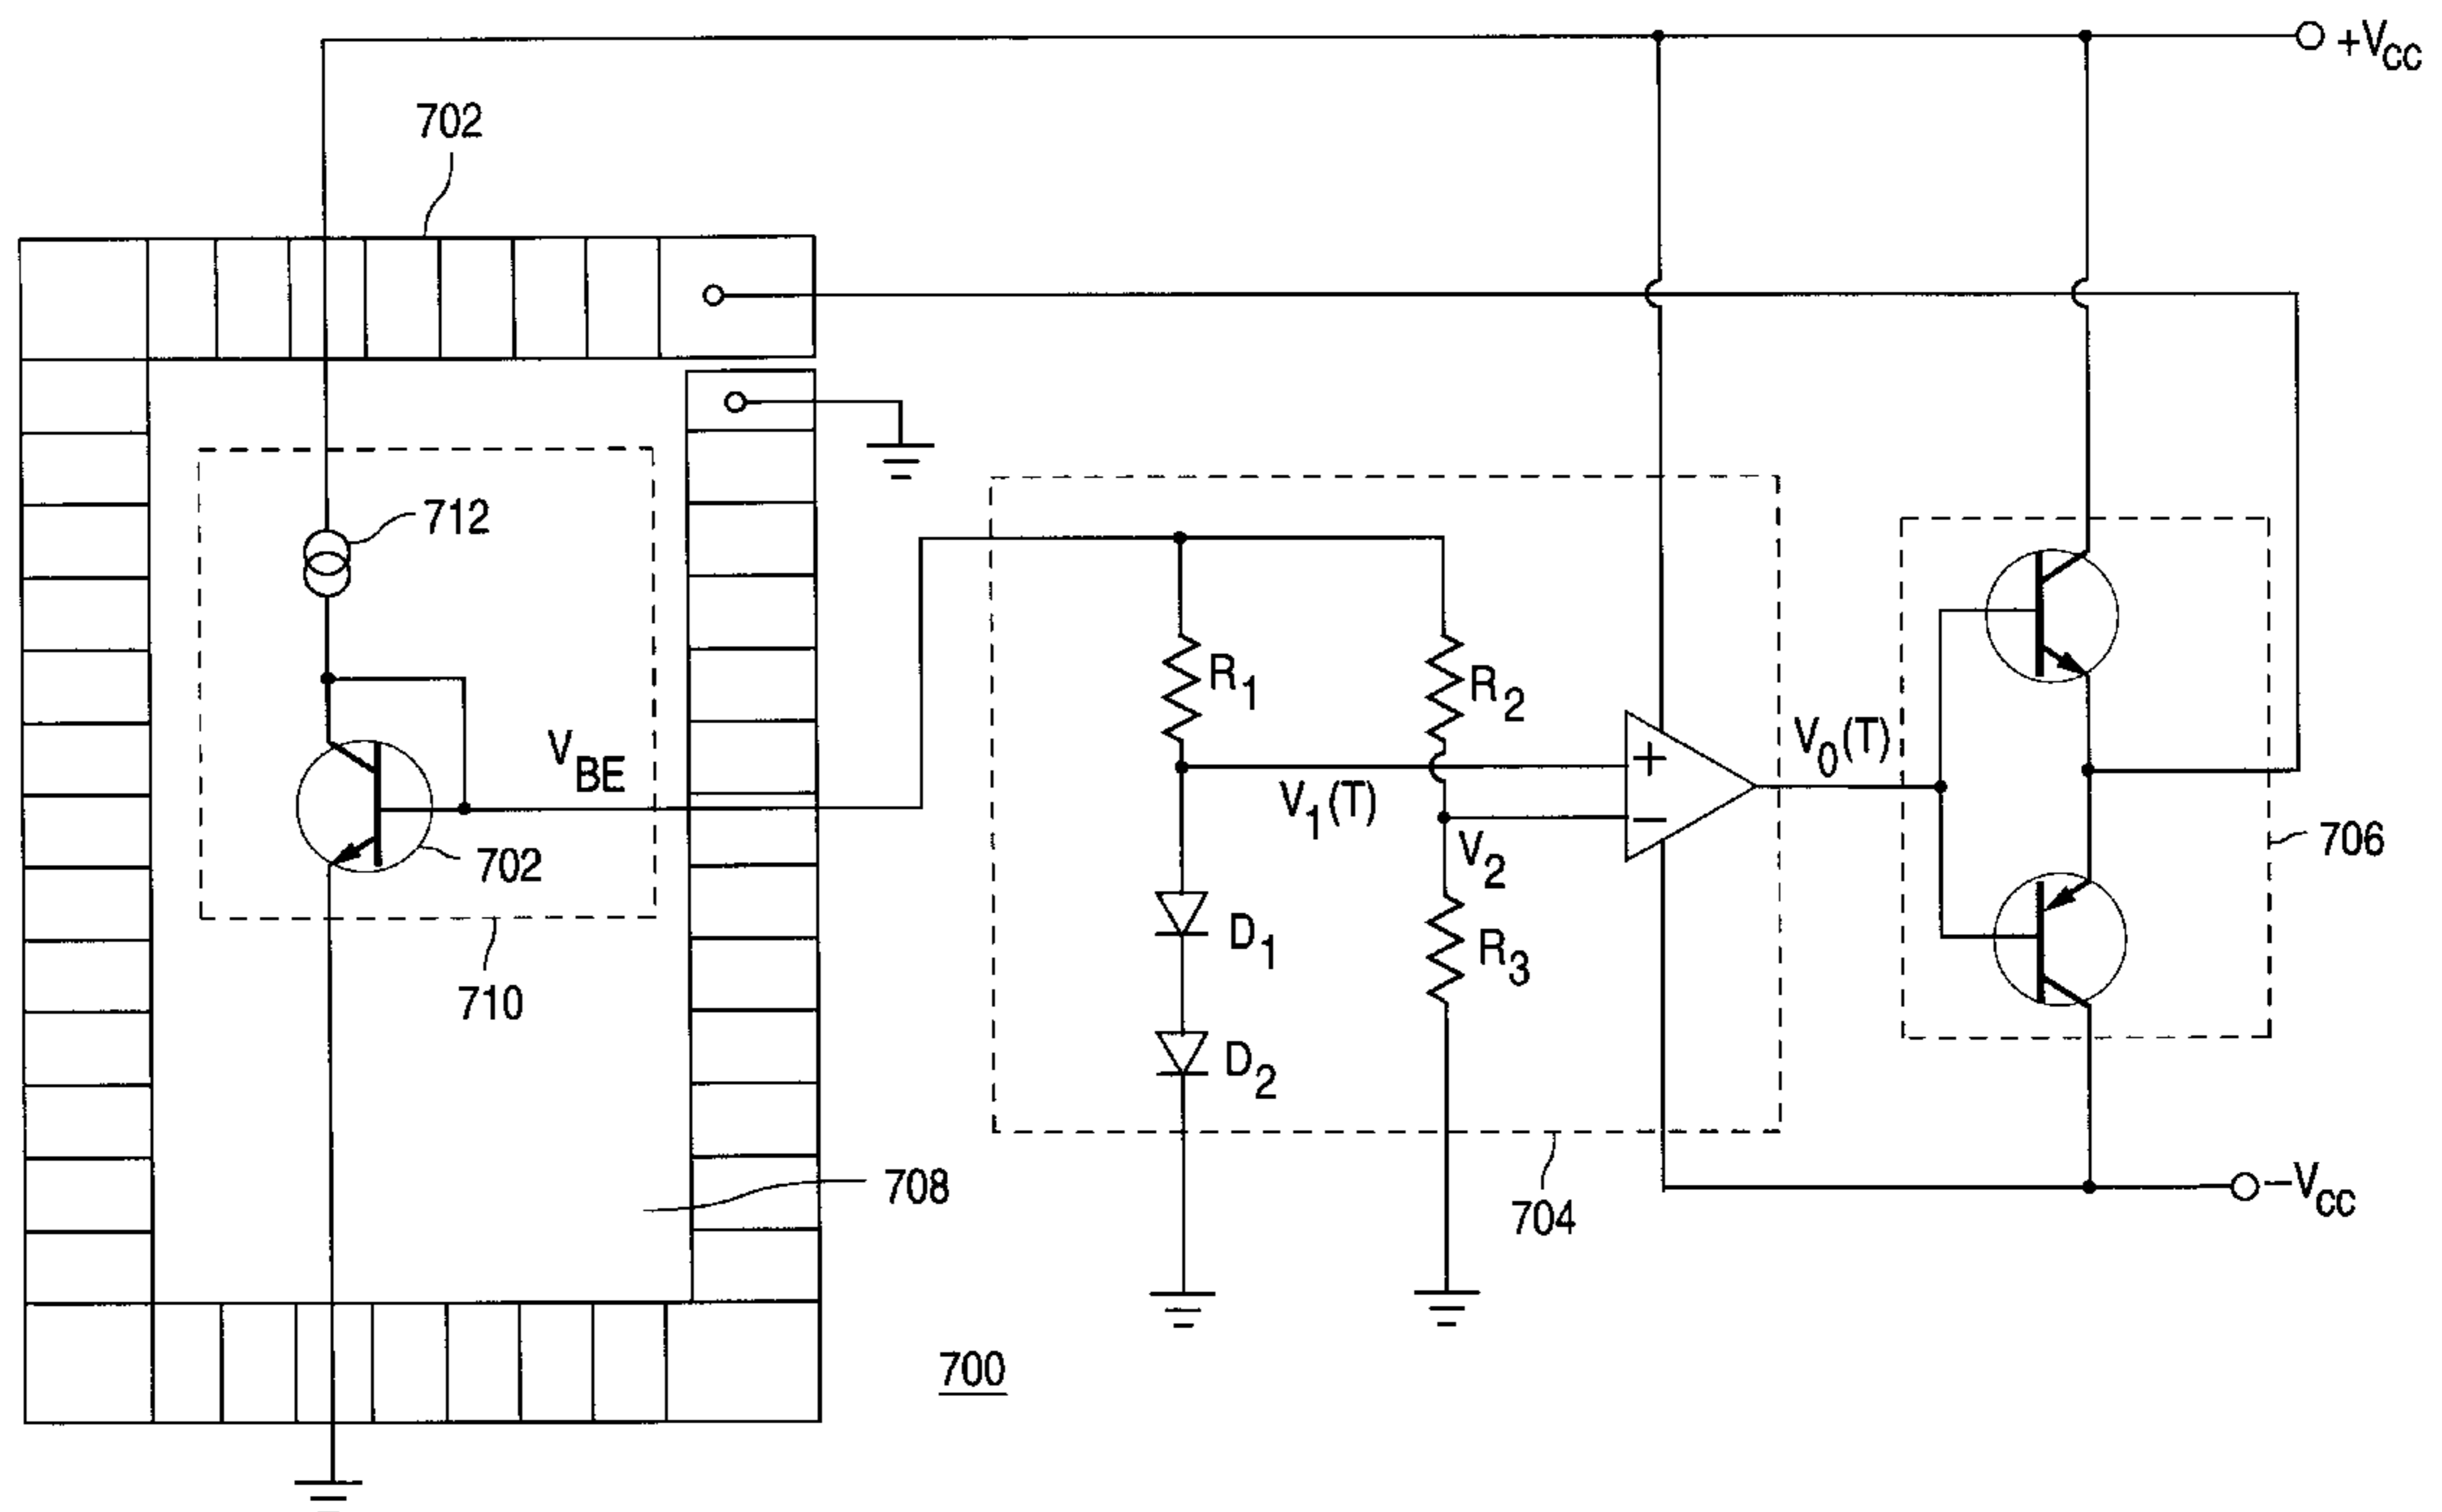 +VCC
702
712
VBE
702
710
708
R1
R2
V1(T)
V2
+
−
V0(T)
D1
R3
D2
706
704
−VCC
700